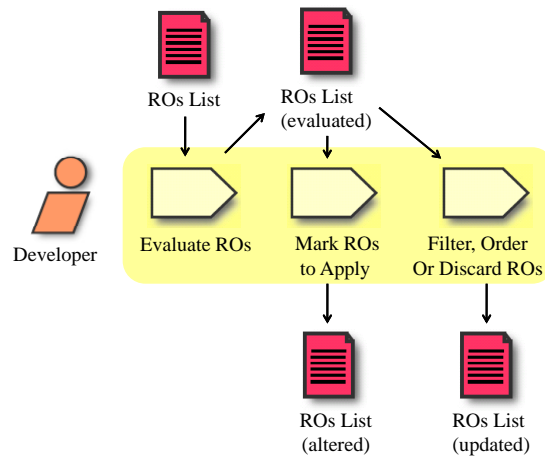 ROs List
ROs List
(evaluated)
Developer
Evaluate ROs
Mark ROs
to Apply
Filter, Order
Or Discard ROs
ROs List
(altered)
ROs List
(updated)